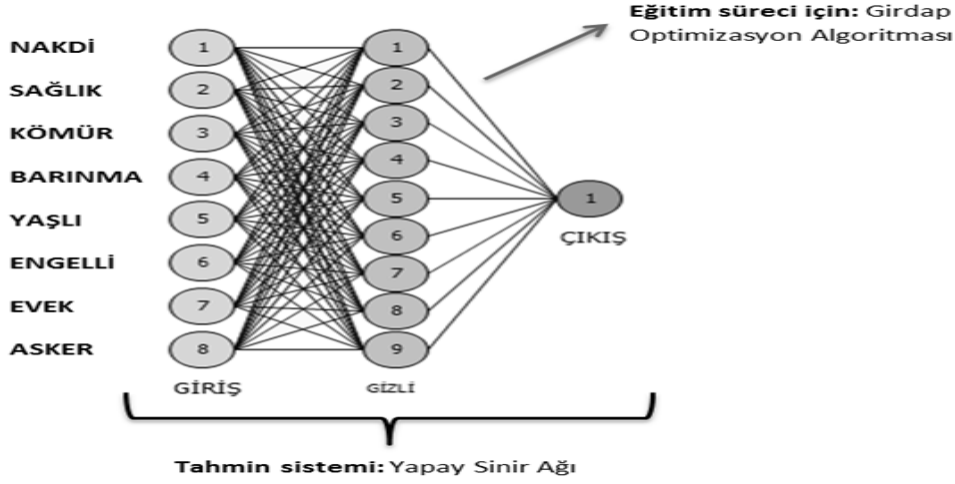 Eğitim süreci için: Girdap
Optimizasyon Algoritması
NAKDİ 1 1
SAĞLIK 2 2
KÖMÜR 3 3
BARINMA 4 4
YAŞLI 5 5 1
ENGELLİ 6 6 ÇIKIŞ
EVEK 7 7
8
ASKER 8 9
GİRİŞ GİZLİ
Tahmin sistemi: Yapay Sinir Ağı